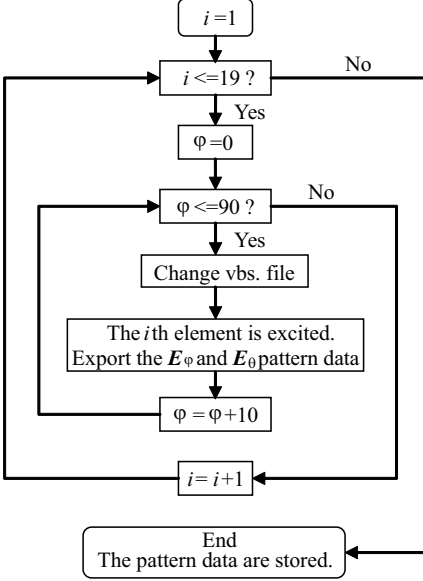 i=1
i <=19 ?
No
Yes
φ=0
φ <=90 ?
No
Yes
Change vbs. file
The ith element is excited.
Export the Eφ and Eθ pattern data
φ = φ+10
i= i+1
End
The pattern data are stored.